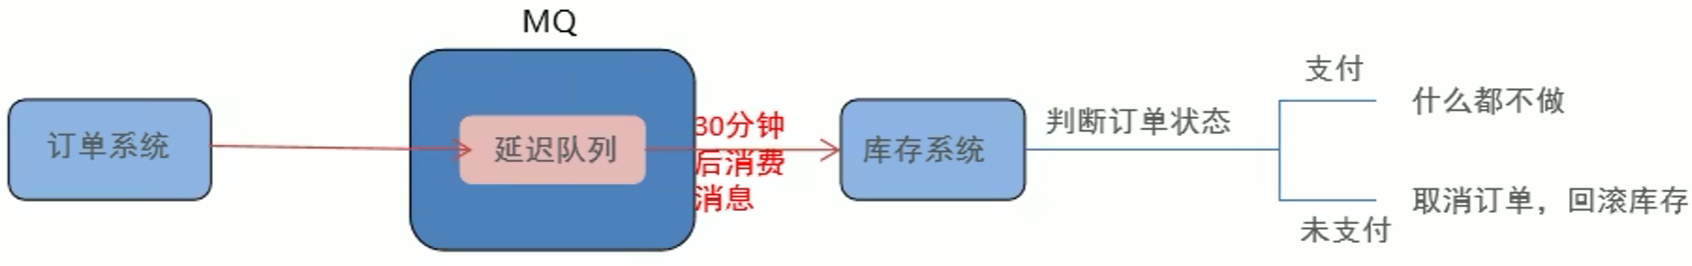 MQ
订单系统
延迟队列
30分钟
后消费
消息
库存系统
判断订单状态
支付
什么都不做
未支付
取消订单，回滚库存